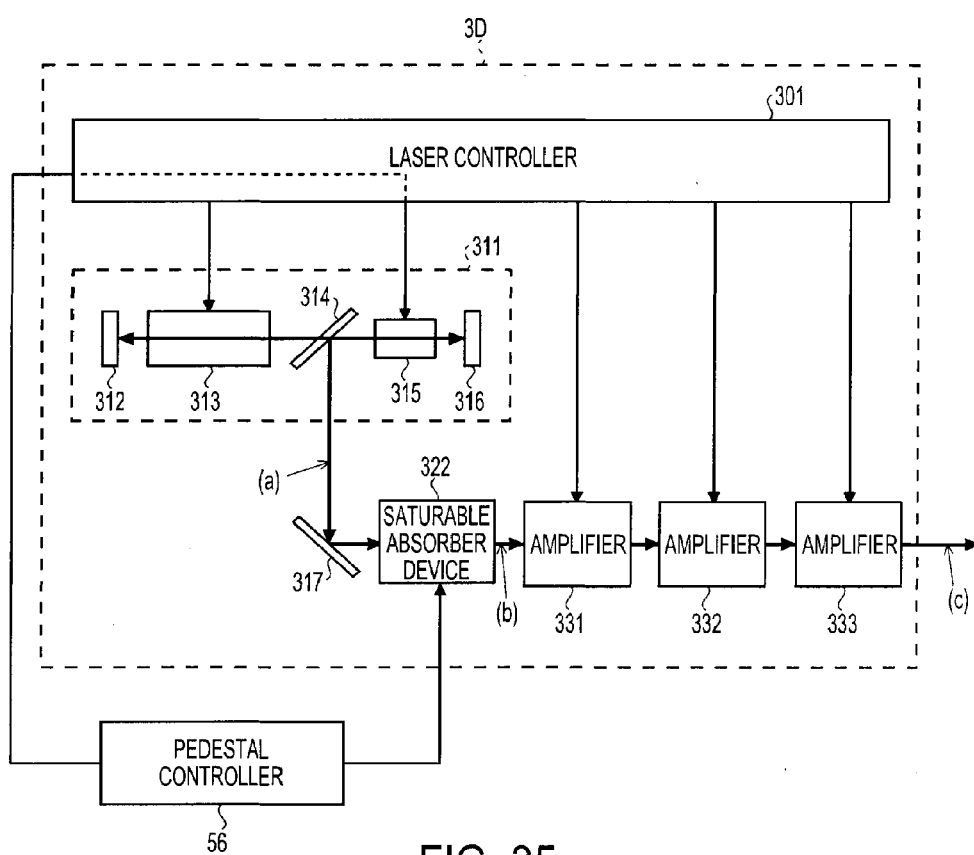 3D
301
LASER CONTROLLER
311
314
312
313
315
316
(a)
322
SATURABLE
ABSORBER
DEVICE
317
(b)
AMPLIFIER
AMPLIFIER
AMPLIFIER
331
332
333
(c)
PEDESTAL
CONTROLLER
56
FIG. 35